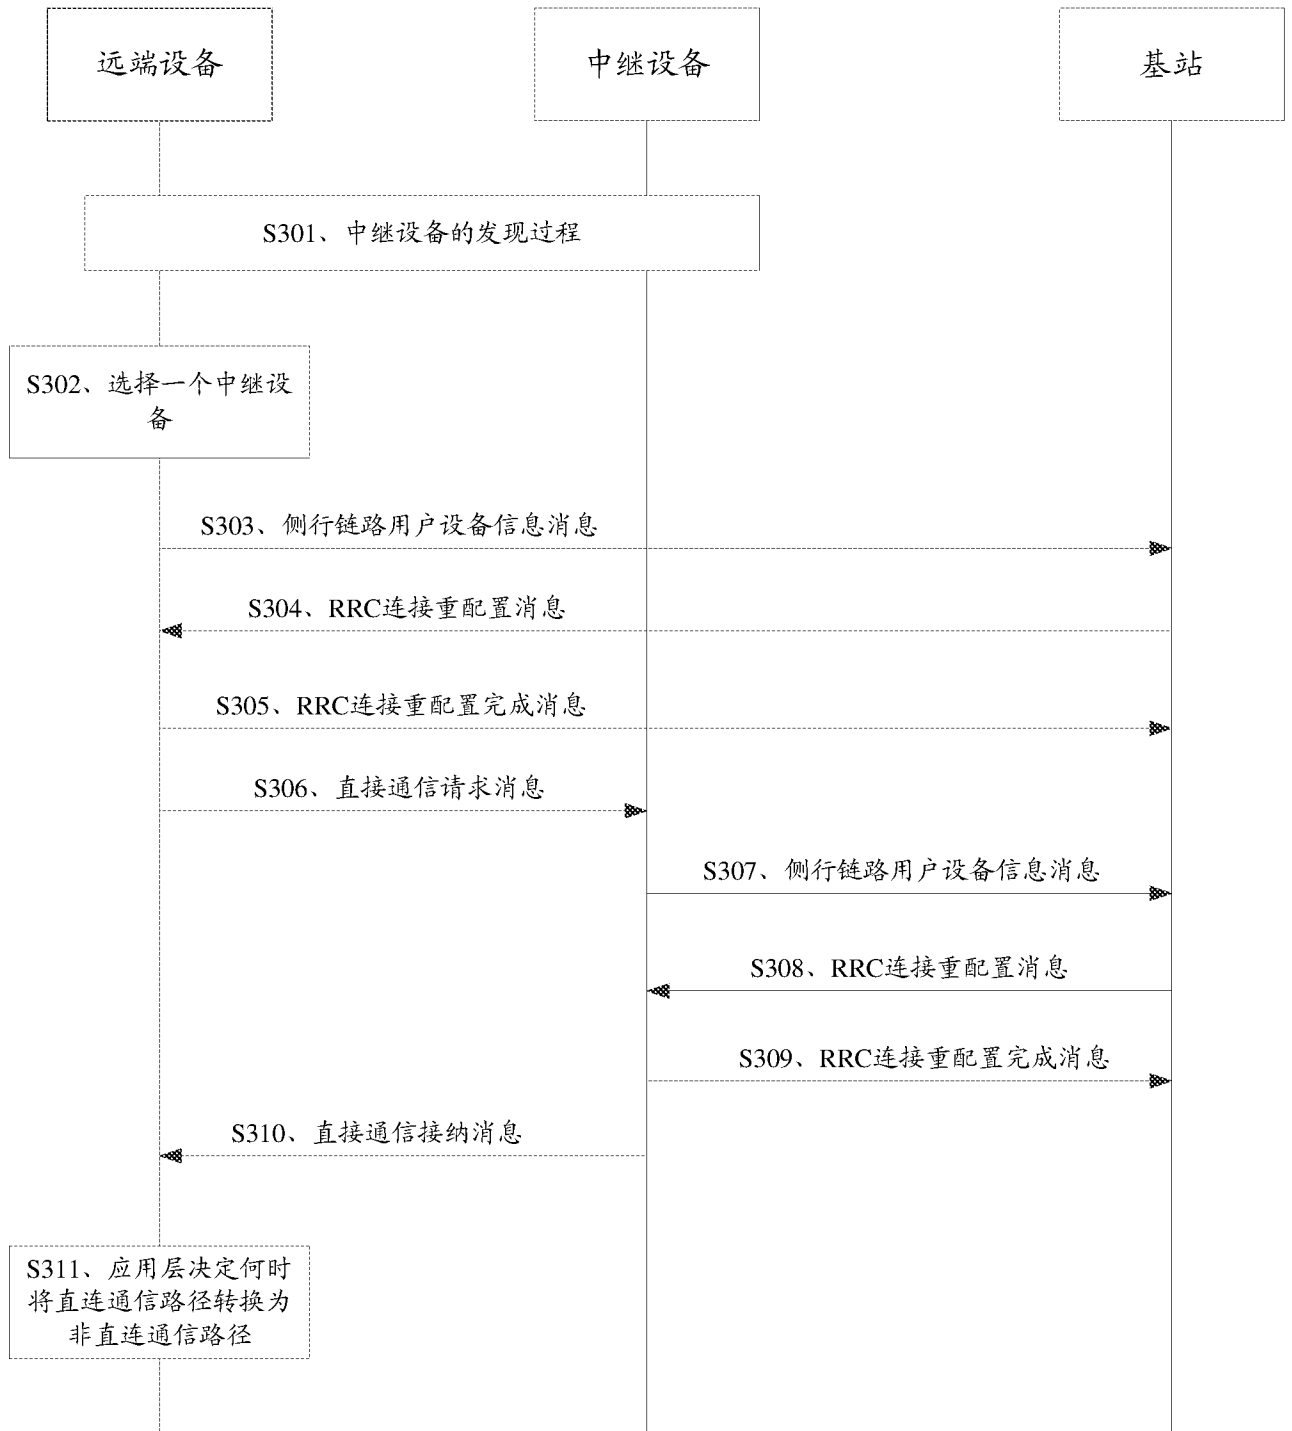 远端设备
中继设备
基站
S301、中继设备的发现过程
S302、选择一个中继设
备
S303、侧行链路用户设备信息消息
S304、RRC连接重配置消息
S305、RRC连接重配置完成消息
S306、直接通信请求消息
S307、侧行链路用户设备信息消息
S308、RRC连接重配置消息
S309、RRC连接重配置完成消息
S310、直接通信接纳消息
S311、应用层决定何时
将直连通信路径转换为
非直连通信路径